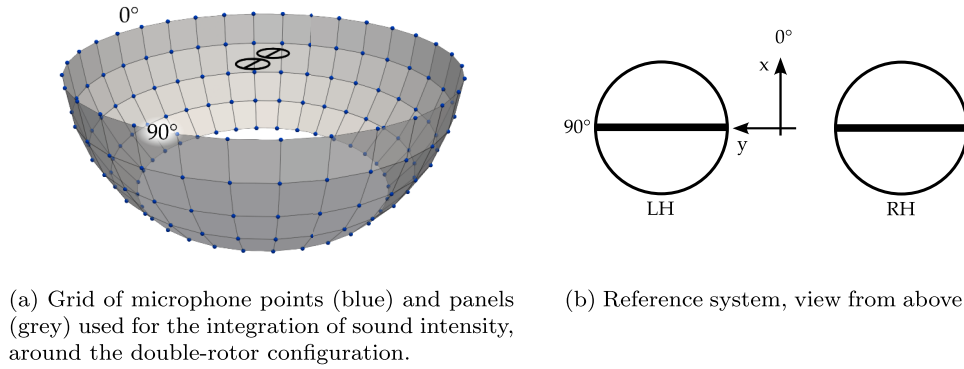 0°
90°
(a) Grid of microphone points (blue) and panels
(grey) used for the integration of sound intensity,
around the double-rotor configuration.
0°
x
90°
y
LH
RH
(b) Reference system, view from above